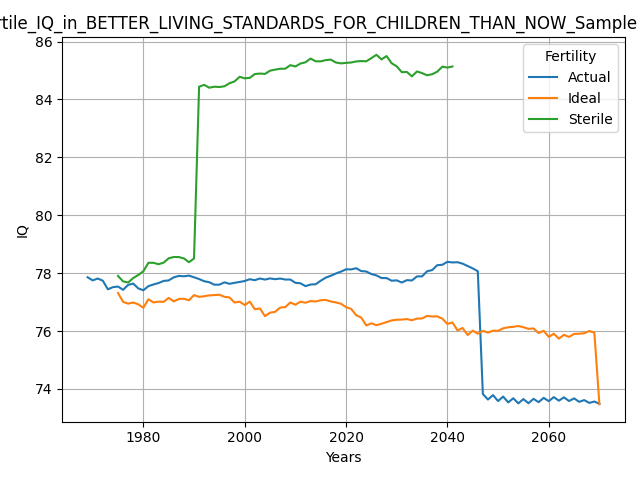 rtile_IQ_in_BETTER_LIVING_STANDARDS_FOR_CHILDREN_THAN_NOW_Sample
86
84
82
80
78
76
74
IQ
Fertility
Actual
Ideal
Sterile
1980
2000
2020
2040
2060
Years